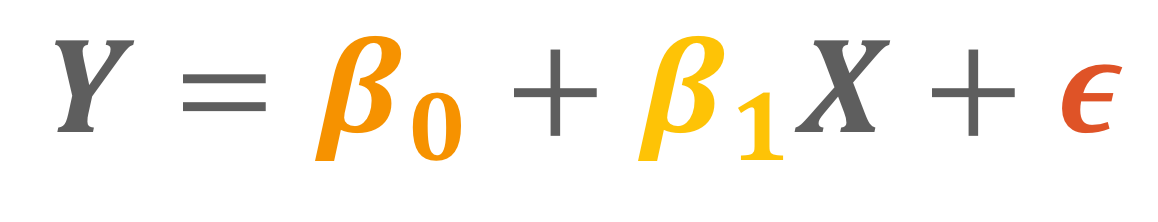 Y = β₀ + β₁X + ϵ